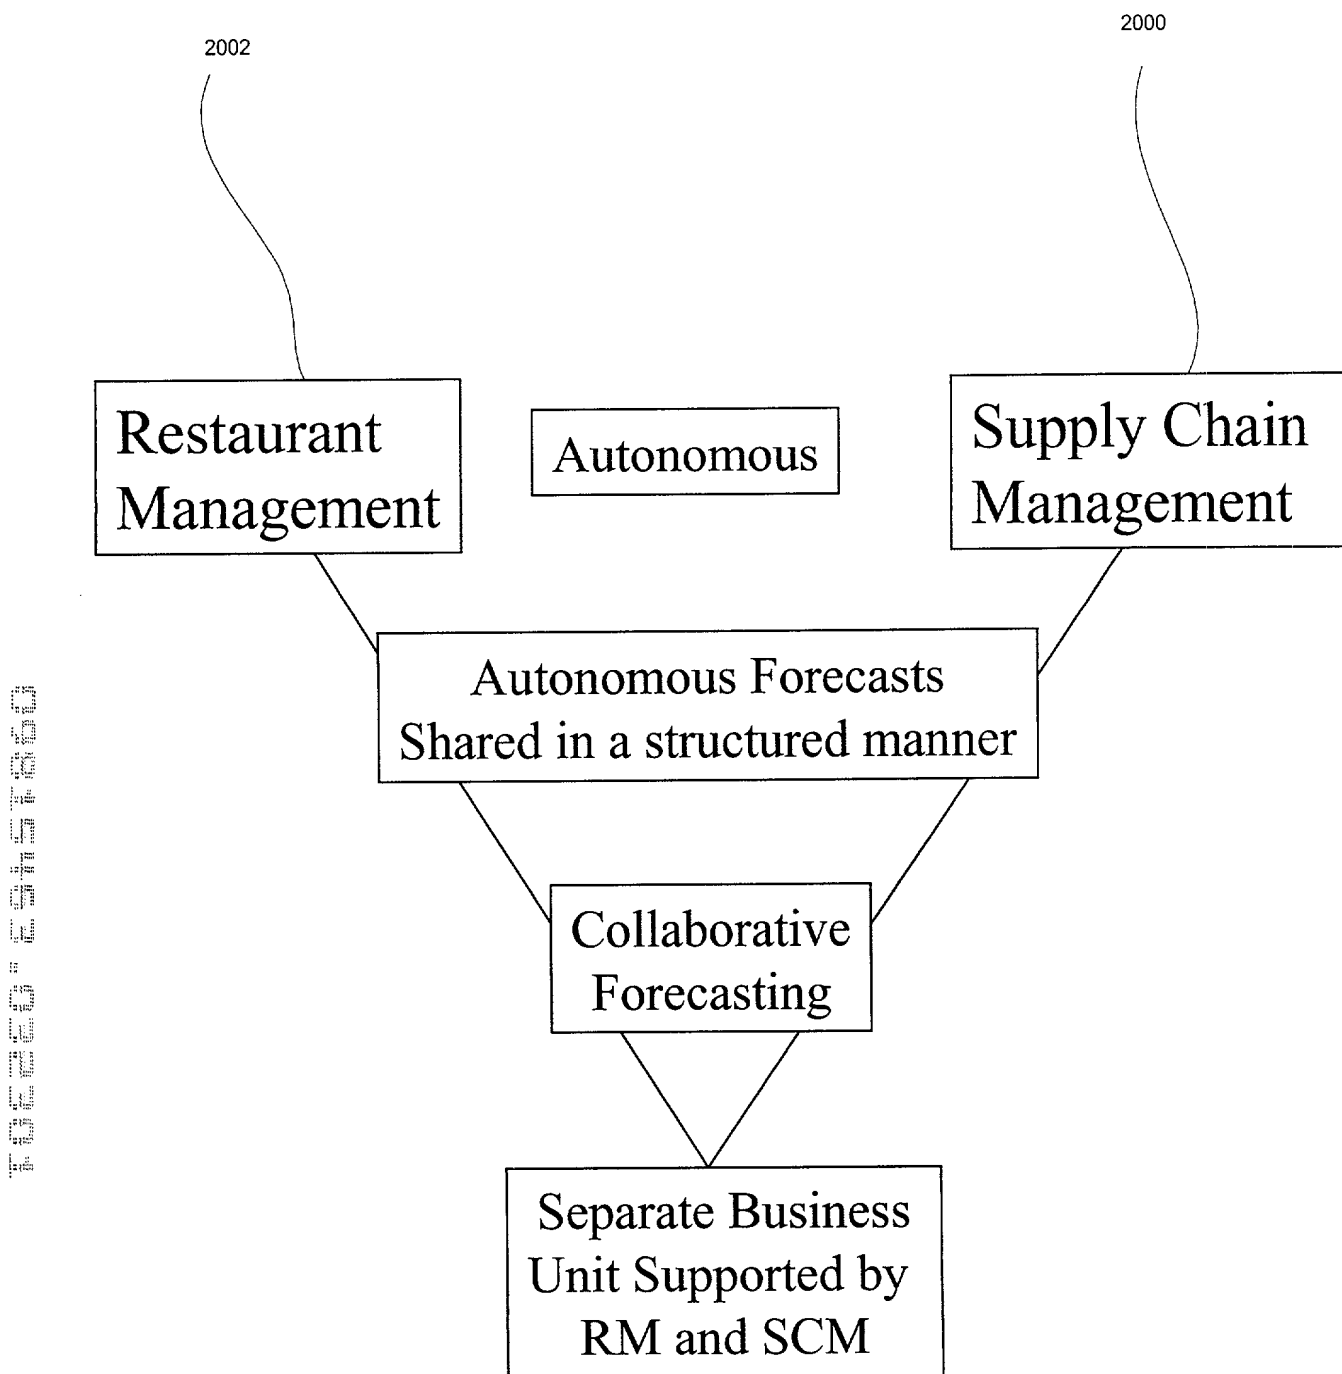 2002
2000
Restaurant
Management
Autonomous
Supply Chain
Management
Autonomous Forecasts
Shared in a structured manner
Collaborative
Forecasting
Separate Business
Unit Supported by
RM and SCM